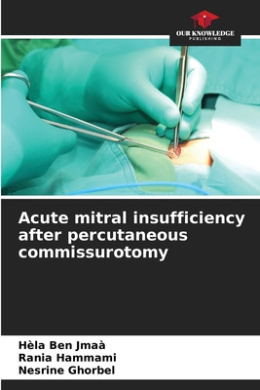 OUR KNOWLEDGE
PUBLISHING
Acute mitral insufficiency
after percutaneous
commissurotomy
Hèla Ben Jmaà
Rania Hammami
Nesrine Ghorbel